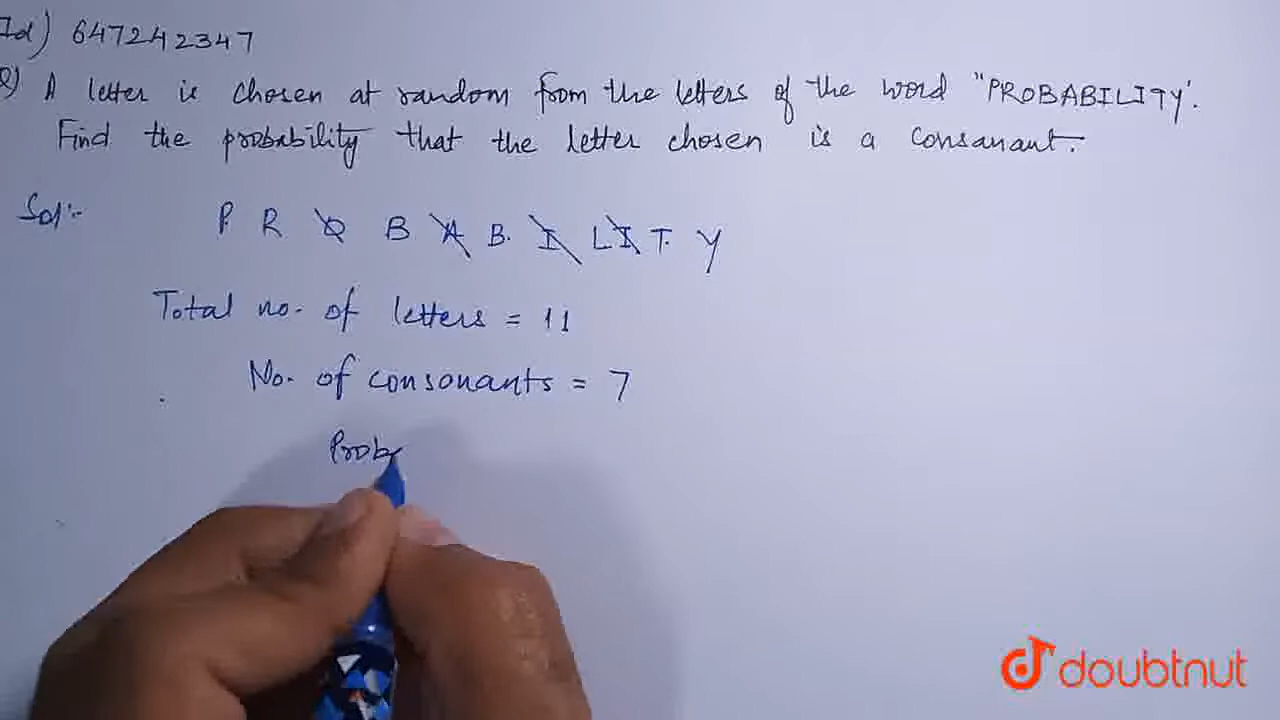 Id) 647242347
Q) A letter is chosen at random from the letters of the word "PROBABILITY'.
Find the probability that the letter chosen is a consanant.
Sol:-
P. R O B A B. I L I T. Y
Total no. of letters = 11
No. of consonants = 7
Prob
doubtnut